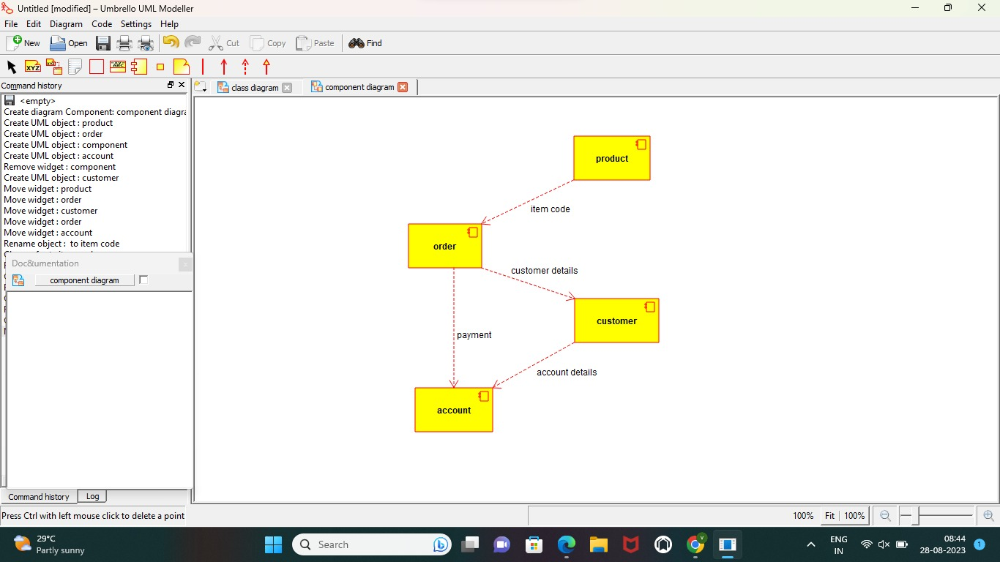 Untitled [modified] – Umbrello UML Modeller
File Edit Diagram Code Settings Help
New Open Cut Copy Paste Find
XYZ XYZ ABC
Command history
class diagram component diagram
<empty>
Create diagram Component: component diagra
Create UML object : product
Create UML object : order
Create UML object : component
Create UML object : account
Remove widget : component
Create UML object : customer
Move widget : product
Move widget : order
Move widget : customer
Move widget : order
Move widget : account
Rename object : to item code
Doc&umentation
component diagram
product
item code
order
customer details
customer
payment
account details
account
Command history Log
Press Ctrl with left mouse click to delete a point
100% Fit 100%
29°C
Partly sunny
Search
V
ENG
IN
08:44
28-08-2023
1